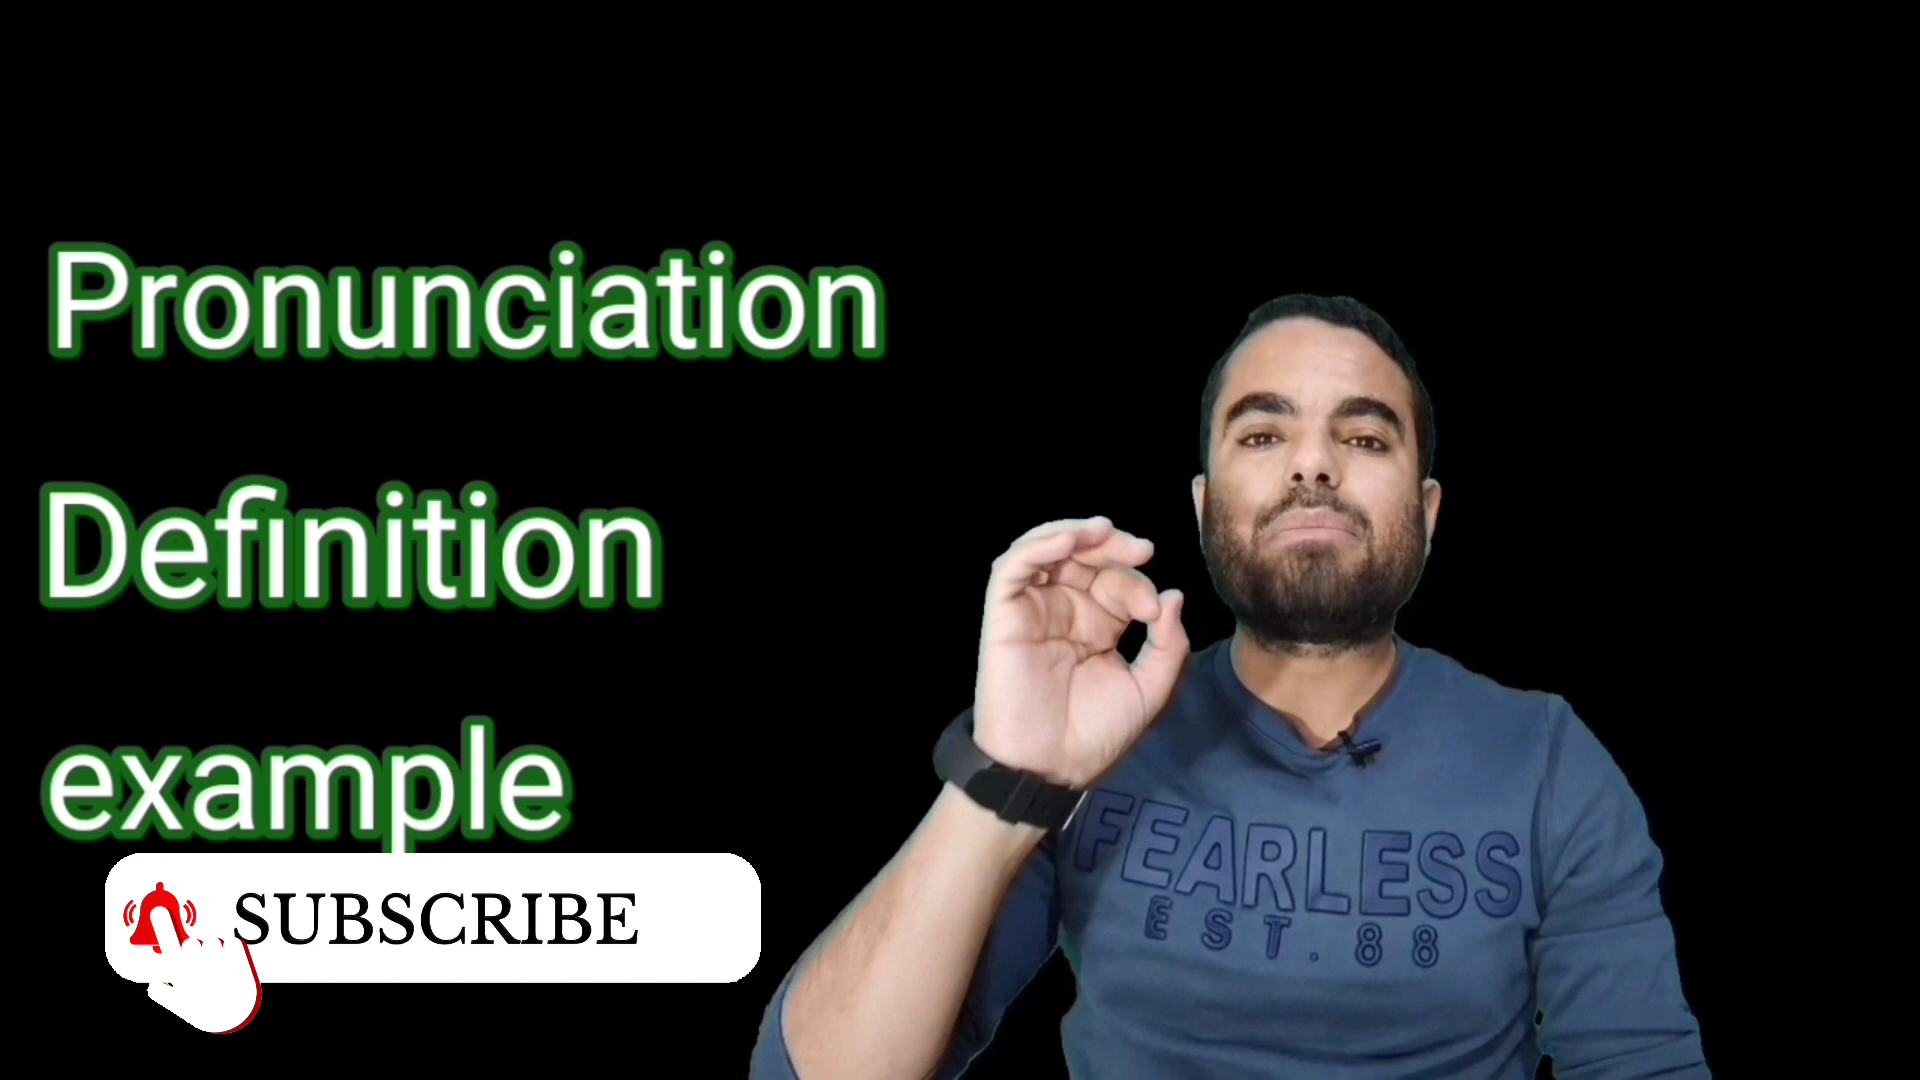 Pronunciation
Definition
example
SUBSCRIBE
FEARLESS
EST.88